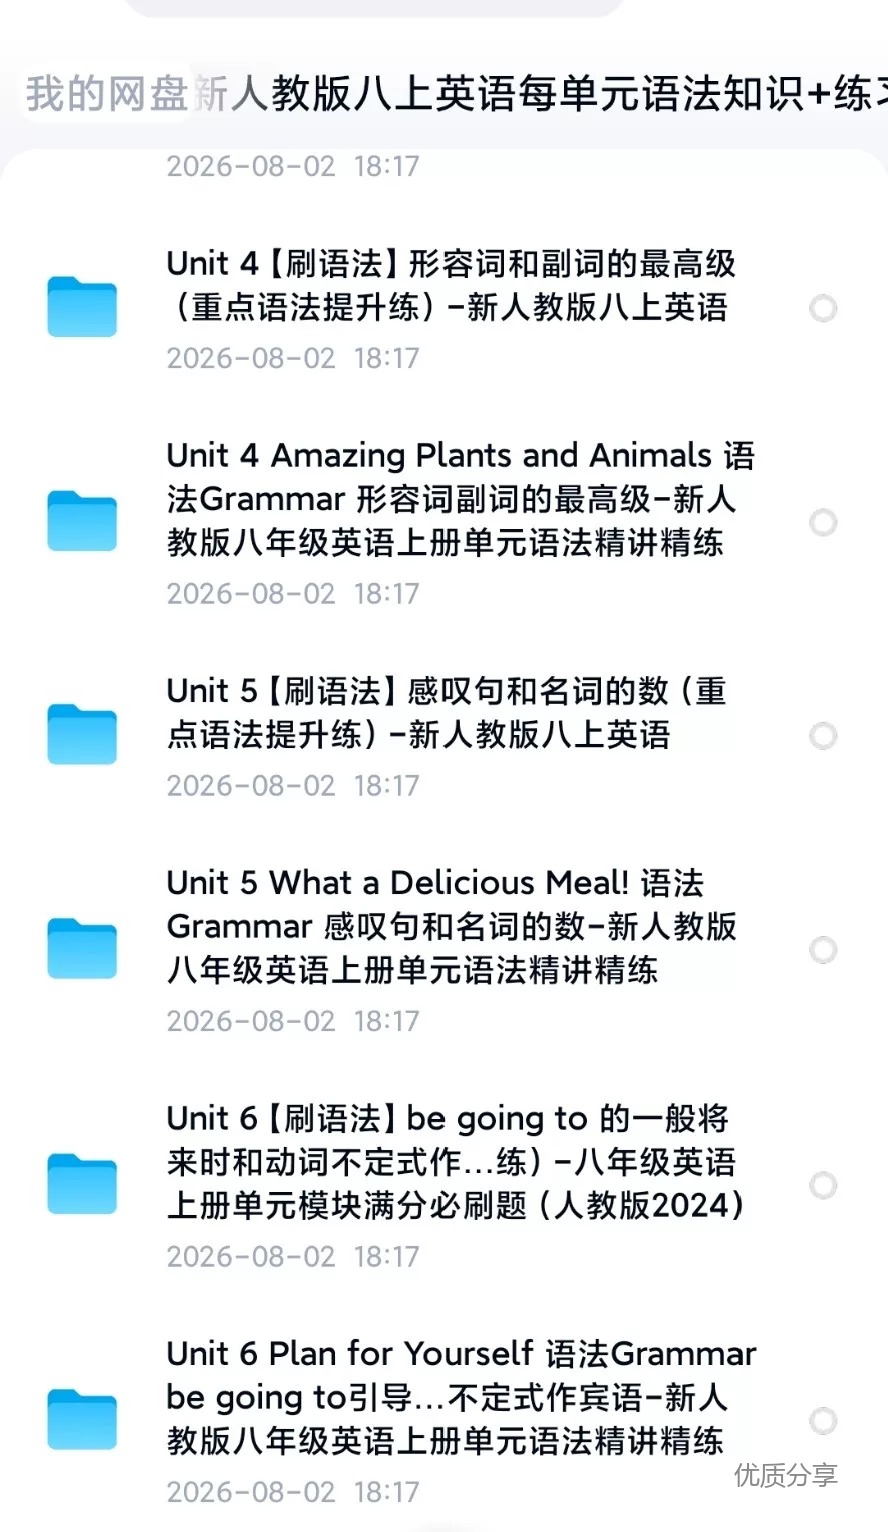 我的网盘 新人教版八上英语每单元语法知识+练习
2026-08-02 18:17
Unit 4【刷语法】形容词和副词的最高级
（重点语法提升练）-新人教版八上英语
2026-08-02 18:17
Unit 4 Amazing Plants and Animals 语
法Grammar 形容词副词的最高级-新人
教版八年级英语上册单元语法精讲精练
2026-08-02 18:17
Unit 5【刷语法】感叹句和名词的数（重
点语法提升练）-新人教版八上英语
2026-08-02 18:17
Unit 5 What a Delicious Meal! 语法
Grammar 感叹句和名词的数-新人教版
八年级英语上册单元语法精讲精练
2026-08-02 18:17
Unit 6【刷语法】be going to 的一般将
来时和动词不定式作...练）-八年级英语
上册单元模块满分必刷题（人教版2024）
2026-08-02 18:17
Unit 6 Plan for Yourself 语法Grammar
be going to引导...不定式作宾语-新人
教版八年级英语上册单元语法精讲精练
2026-08-02 18:17
优质分享